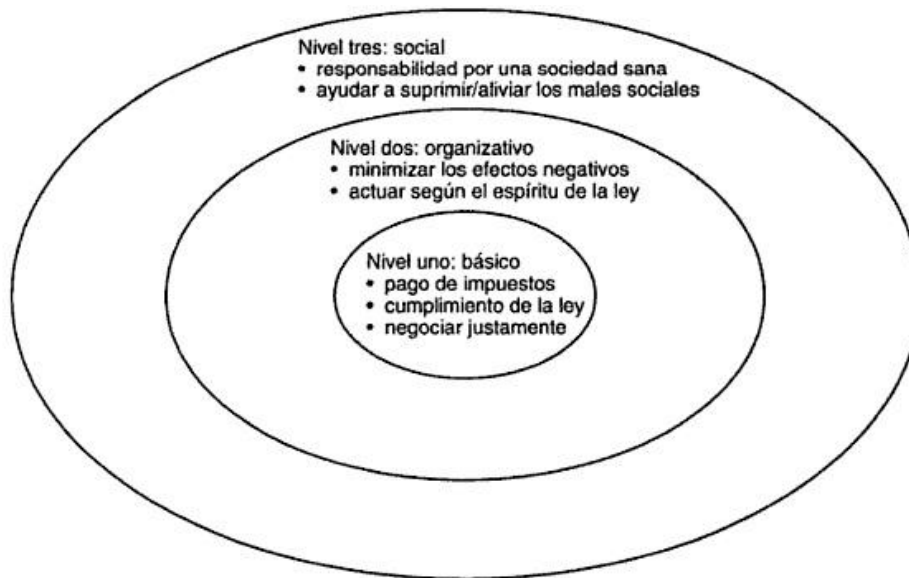 Nivel tres: social
• responsabilidad por una sociedad sana
• ayudar a suprimir/aliviar los males sociales
Nivel dos: organizativo
• minimizar los efectos negativos
• actuar según el espíritu de la ley
Nivel uno: básico
• pago de impuestos
• cumplimiento de la ley
• negociar justamente